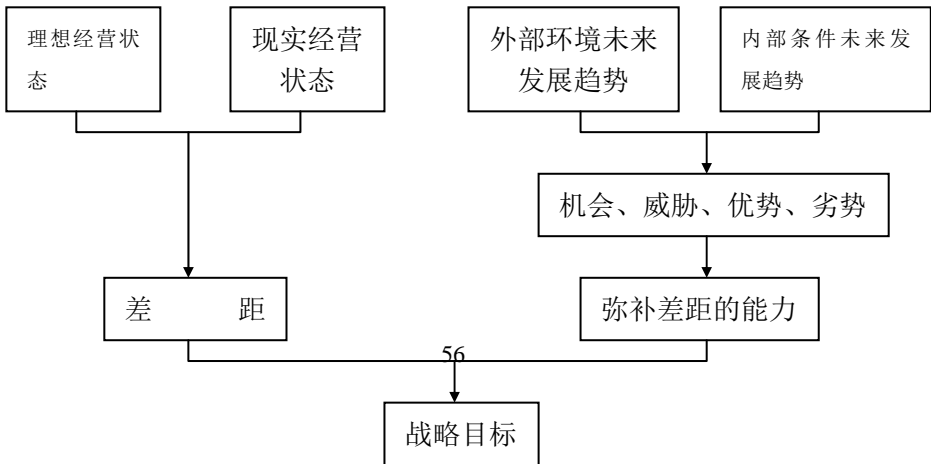 理想经营状
态
现实经营
状态
外部环境未来
发展趋势
内部条件未来发
展趋势
机会、威胁、优势、劣势
差 距
弥补差距的能力
56
战略目标